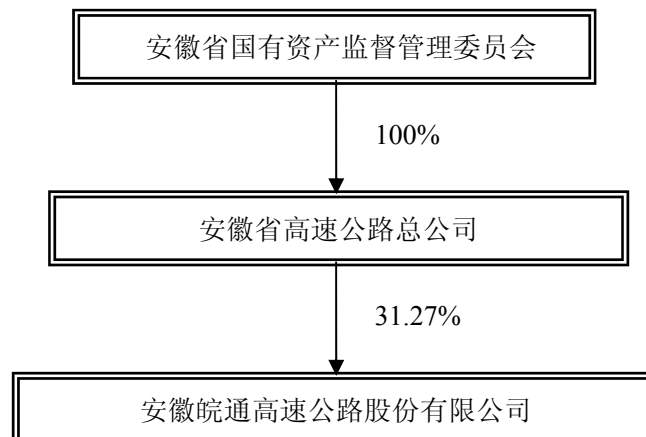 安徽省国有资产监督管理委员会
100%
安徽省高速公路总公司
31.27%
安徽皖通高速公路股份有限公司